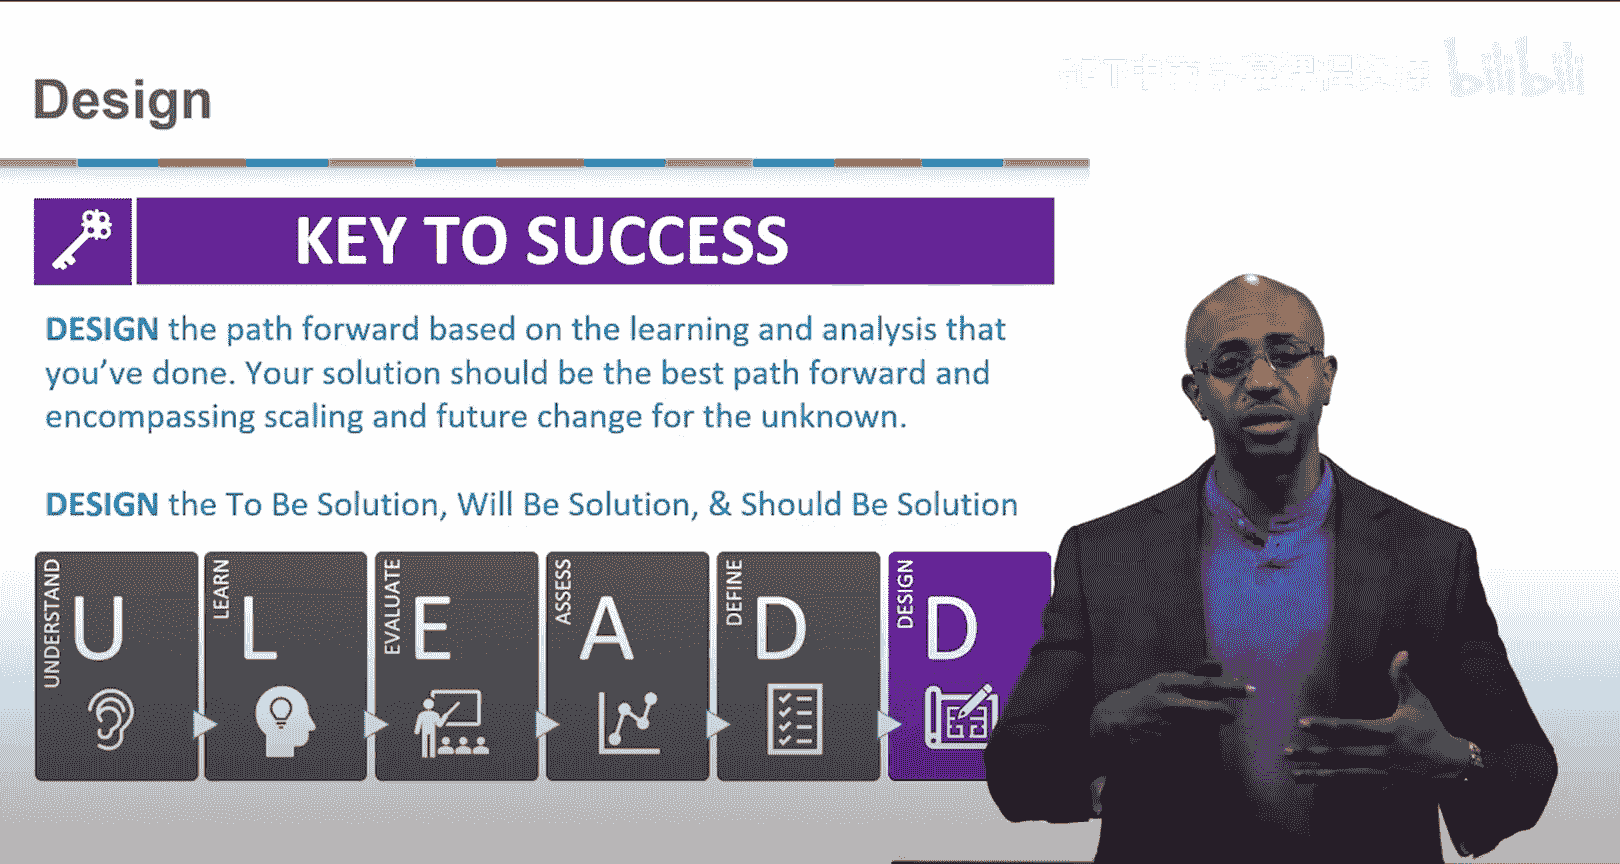 Design
bilibili
KEY TO SUCCESS
DESIGN the path forward based on the learning and analysis that
you've done. Your solution should be the best path forward and
encompassing scaling and future change for the unknown.
DESIGN the To Be Solution, Will Be Solution, & Should Be Solution
UNDERSTAND
U
LEARN
L
EVALUATE
E
ASSESS
A
DEFINE
D
DESIGN
D